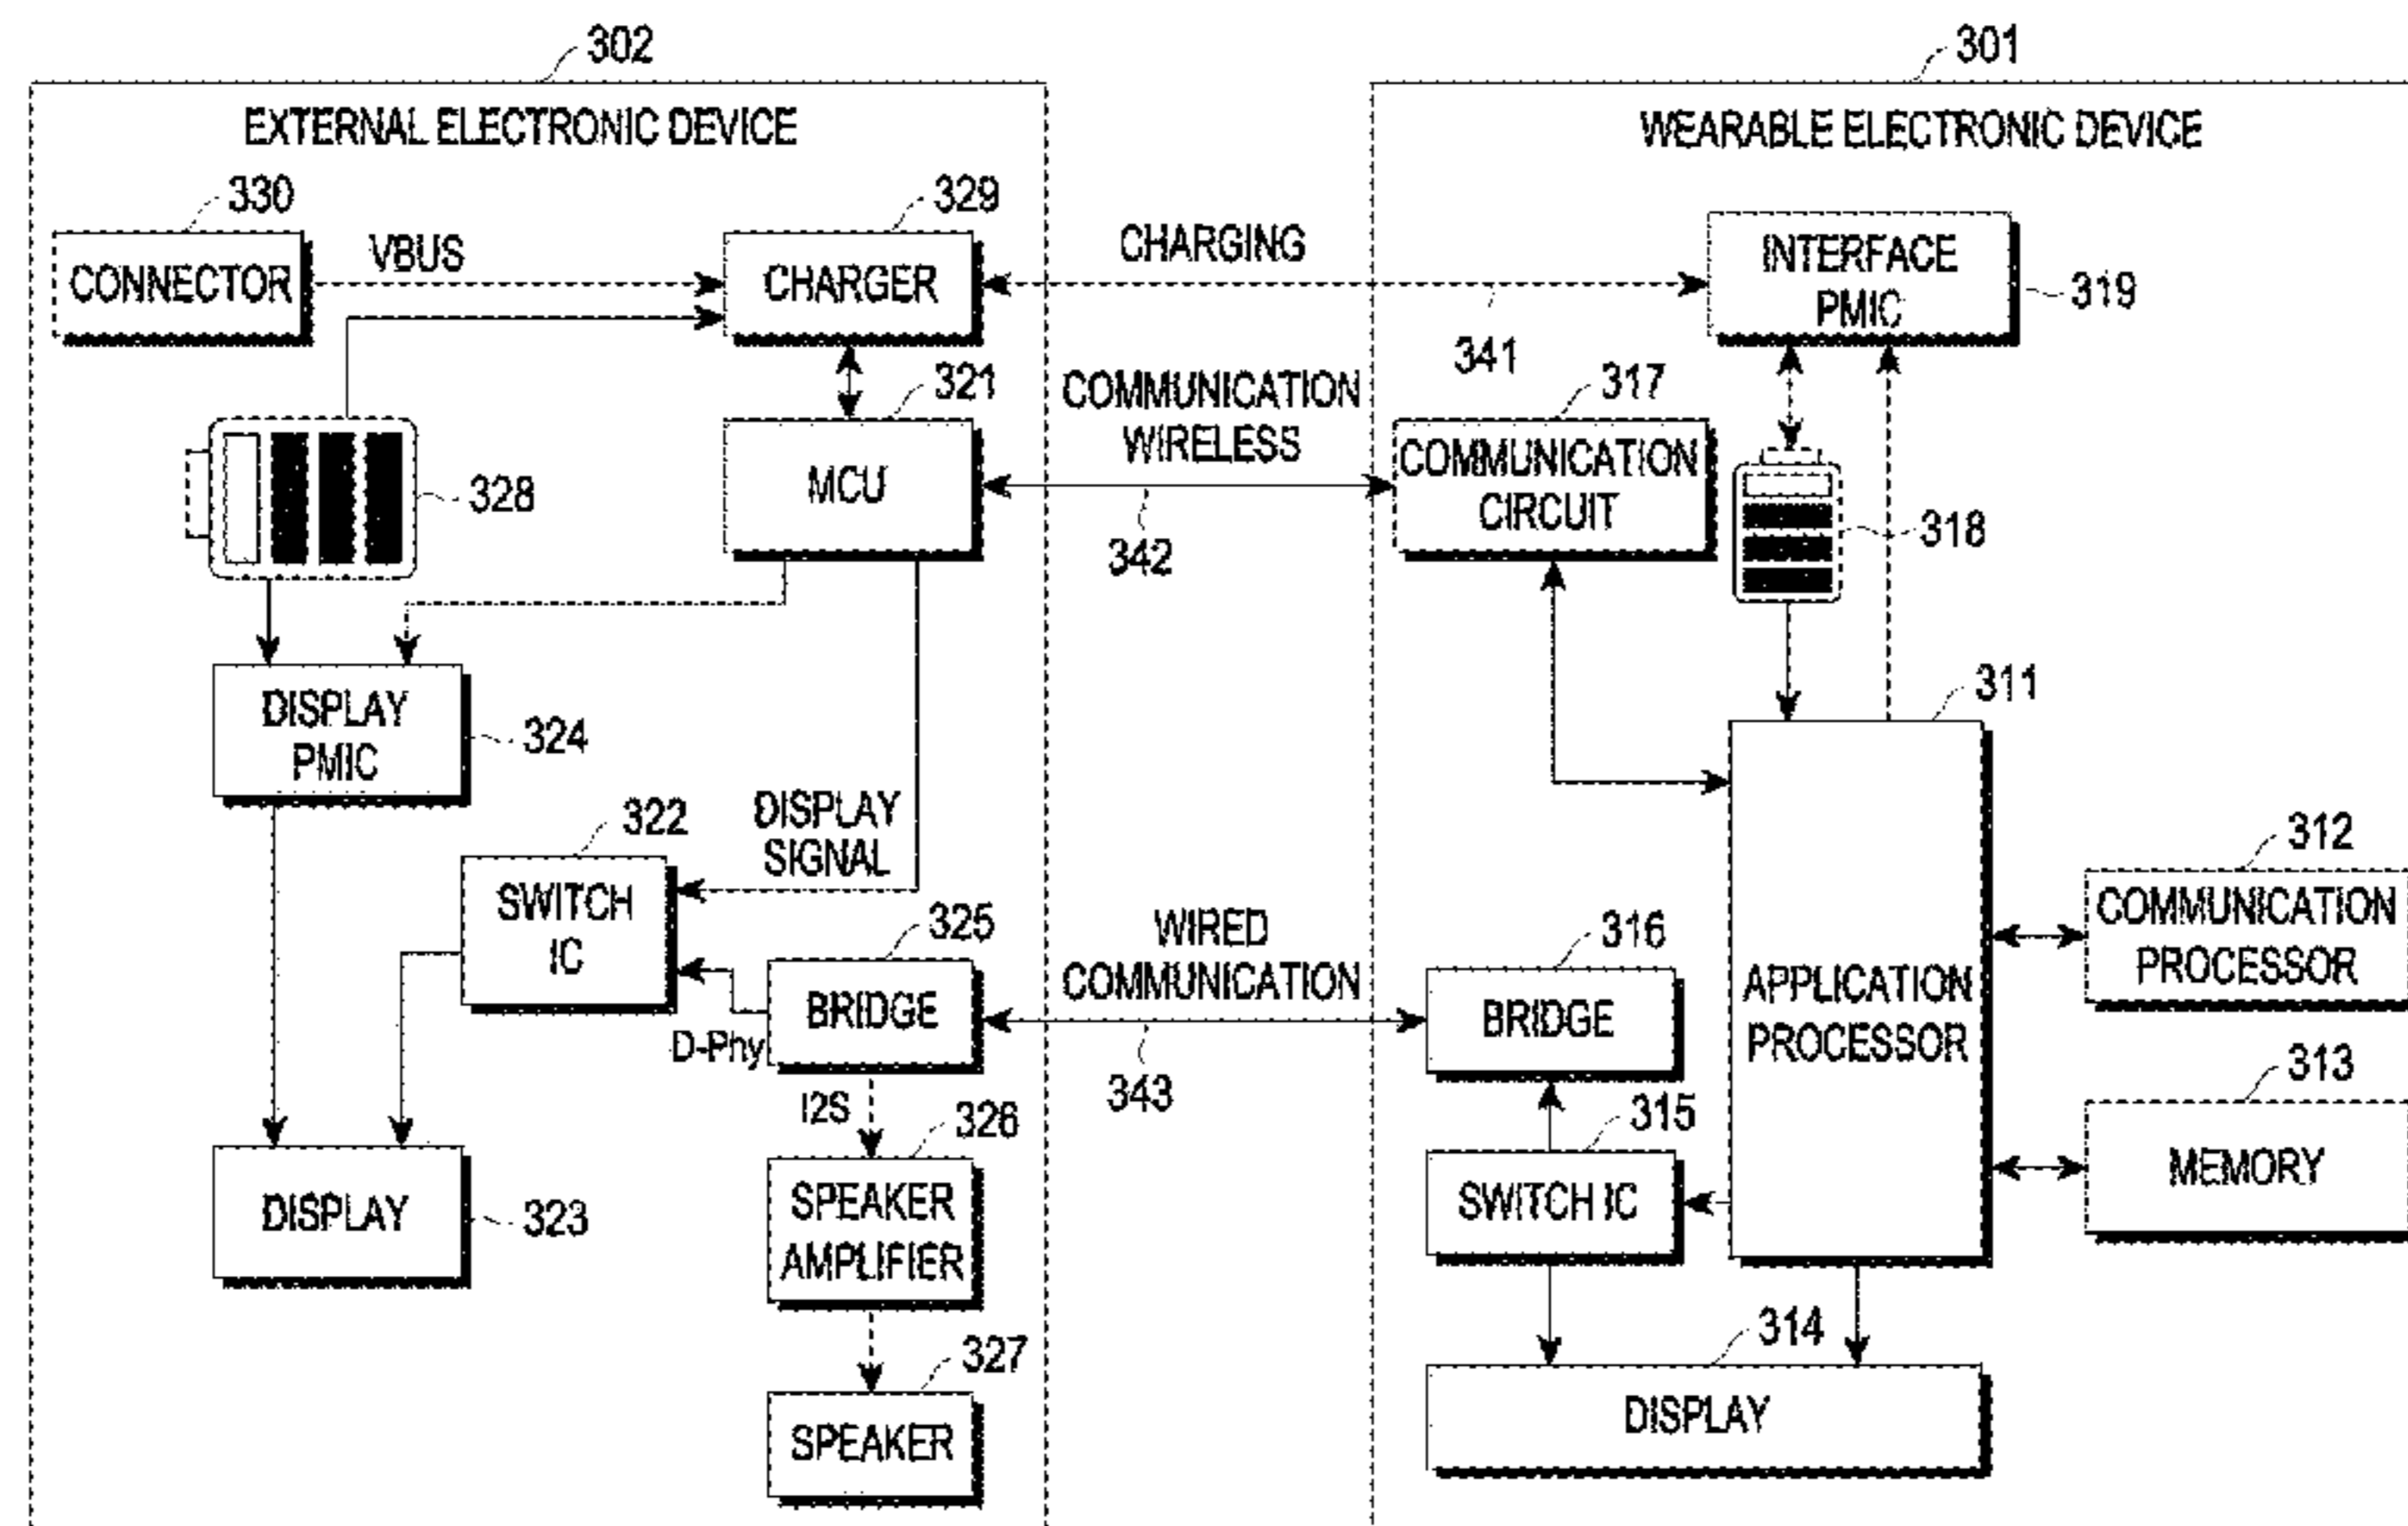 302
301
EXTERNAL ELECTRONIC DEVICE
WEARABLE ELECTRONIC DEVICE
330
CONNECTOR
VBUS
329
CHARGER
CHARGING
341
INTERFACE
PMIC
319
328
321
MCU
COMMUNICATION
WIRELESS
342
317
COMMUNICATION
CIRCUIT
318
DISPLAY
PMIC
324
DISPLAY
SIGNAL
322
SWITCH
IC
325
BRIDGE
D-Phy
I2S
WIRED
COMMUNICATION
343
316
BRIDGE
315
SWITCH IC
311
APPLICATION
PROCESSOR
312
COMMUNICATION
PROCESSOR
313
MEMORY
DISPLAY
323
326
SPEAKER
AMPLIFIER
327
SPEAKER
314
DISPLAY